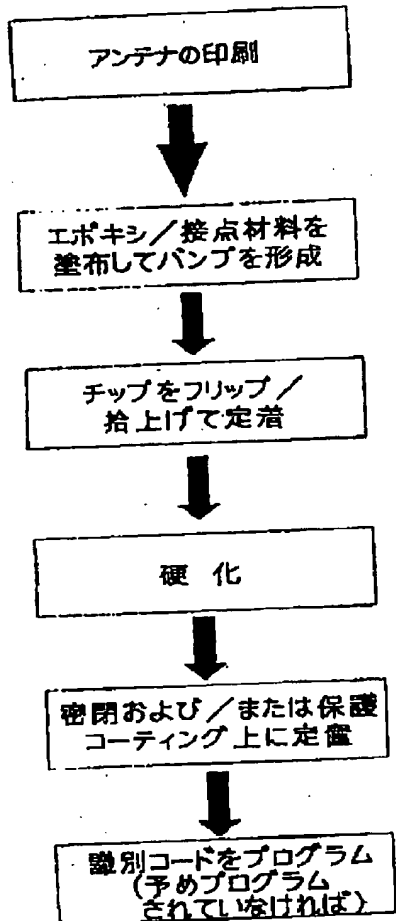 アンテナの印刷
エポキシ／接点材料を
塗布してバンプを形成
チップをフリップ／
拾上げて定着
硬 化
密閉および／または保護
コーティング上に定置
識別コードをプログラム
(予めプログラム
されていなければ)